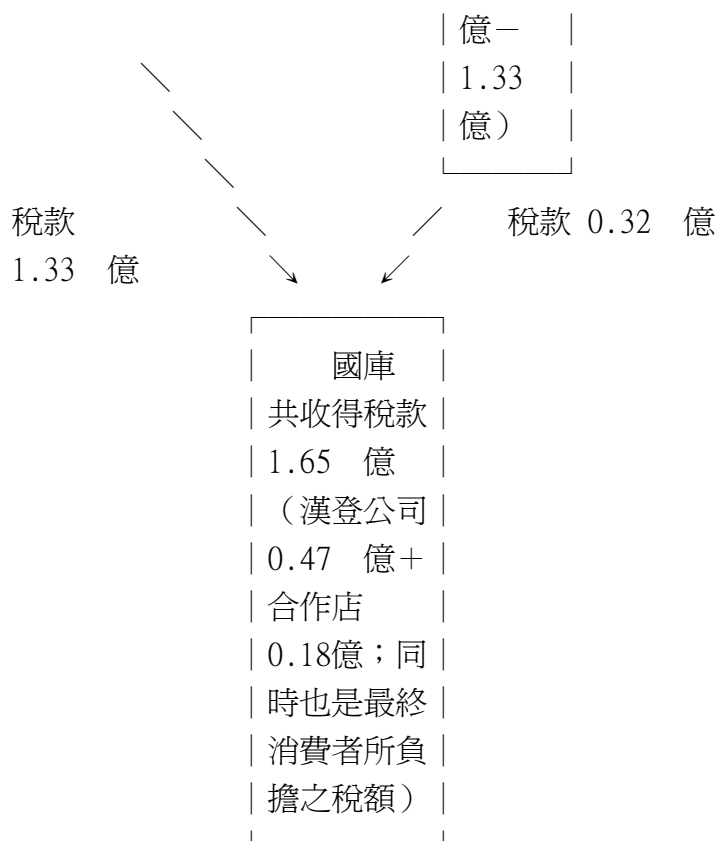 億－
1.33
億）
稅款
稅款 0.32 億
1.33 億
國庫
共收得稅款
1.65 億
（漢登公司
0.47 億＋
合作店
0.18億；同
時也是最終
消費者所負
擔之稅額）